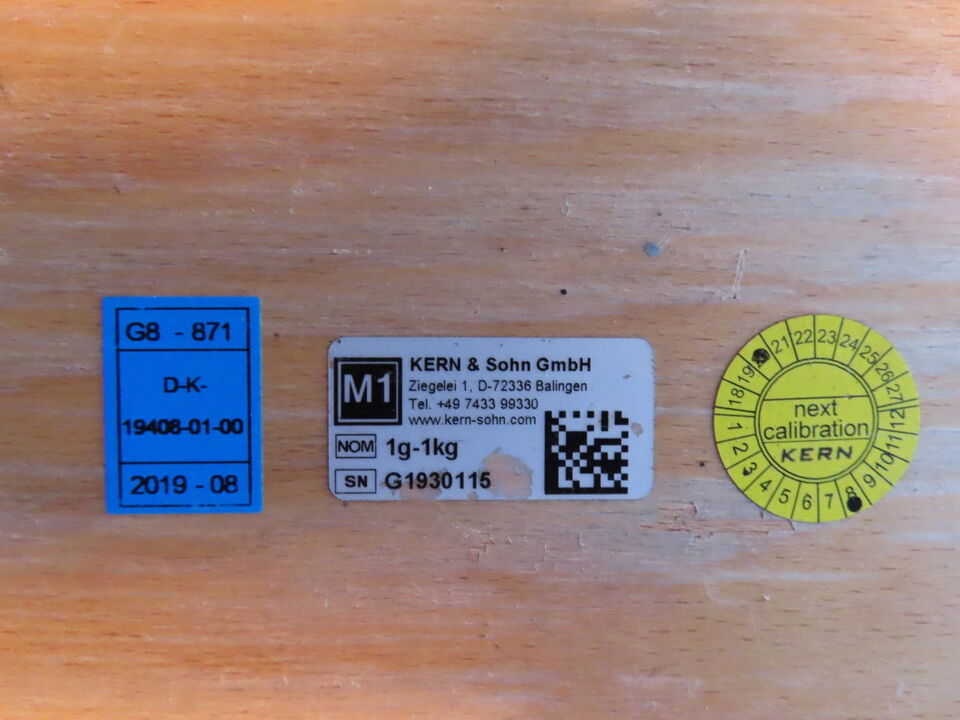 G8 - 871
D-K-
19408-01-00
2019 - 08
M1
KERN & Sohn GmbH
Ziegelei 1, D-72336 Balingen
Tel. +49 7433 99330
www.kern-sohn.com
NOM 1g-1kg
SN G1930115
18 19 21 22 23 24 25 26 27
next
calibration
KERN
1 2 3 4 5 6 7 8 9 10 11 12